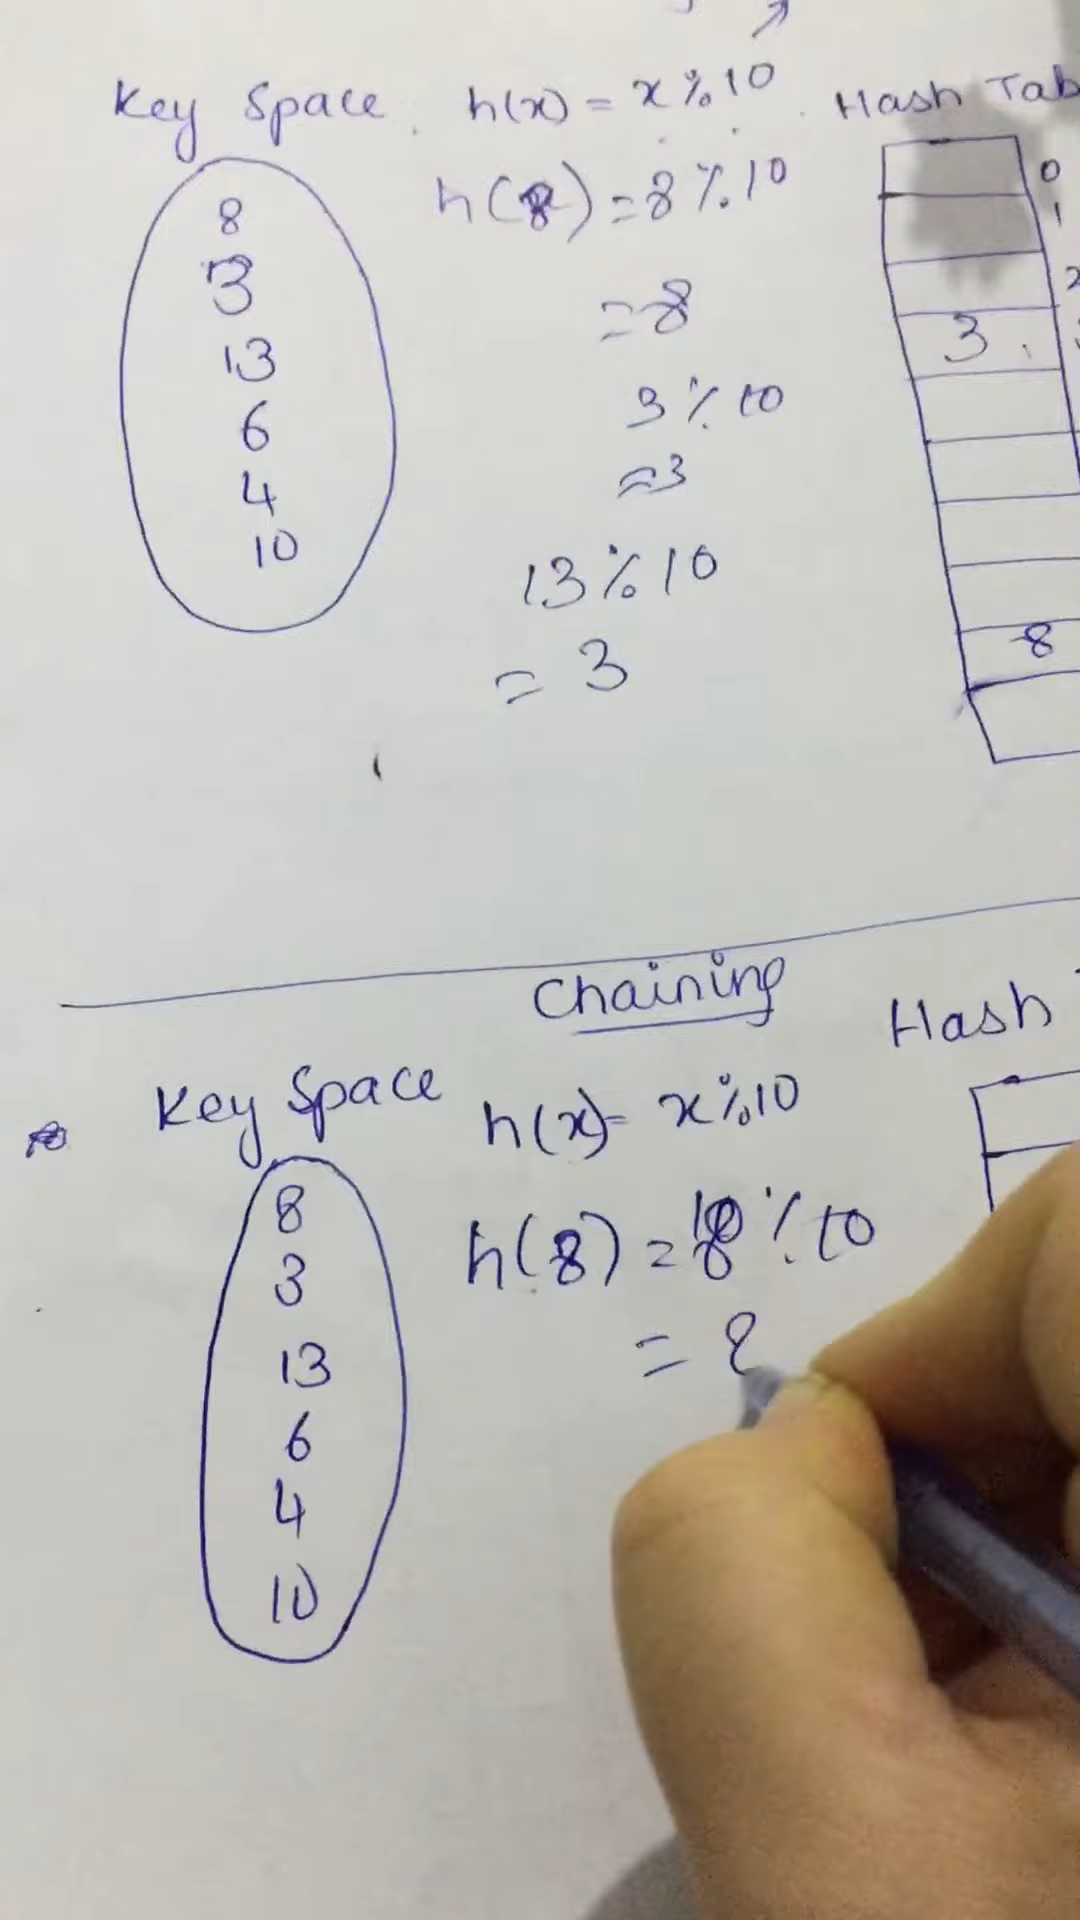 Key Space h(x) = x % 10 Hash Tab
8
3
13
6
4
10
h(8) = 8 % 10
= 8
3 % 10
= 3
13 % 10
= 3
0
1
3
8
Chaining
Key Space h(x) = x % 10 Hash
8
3
13
6
4
10
h(8) = 8 % 10
= 8